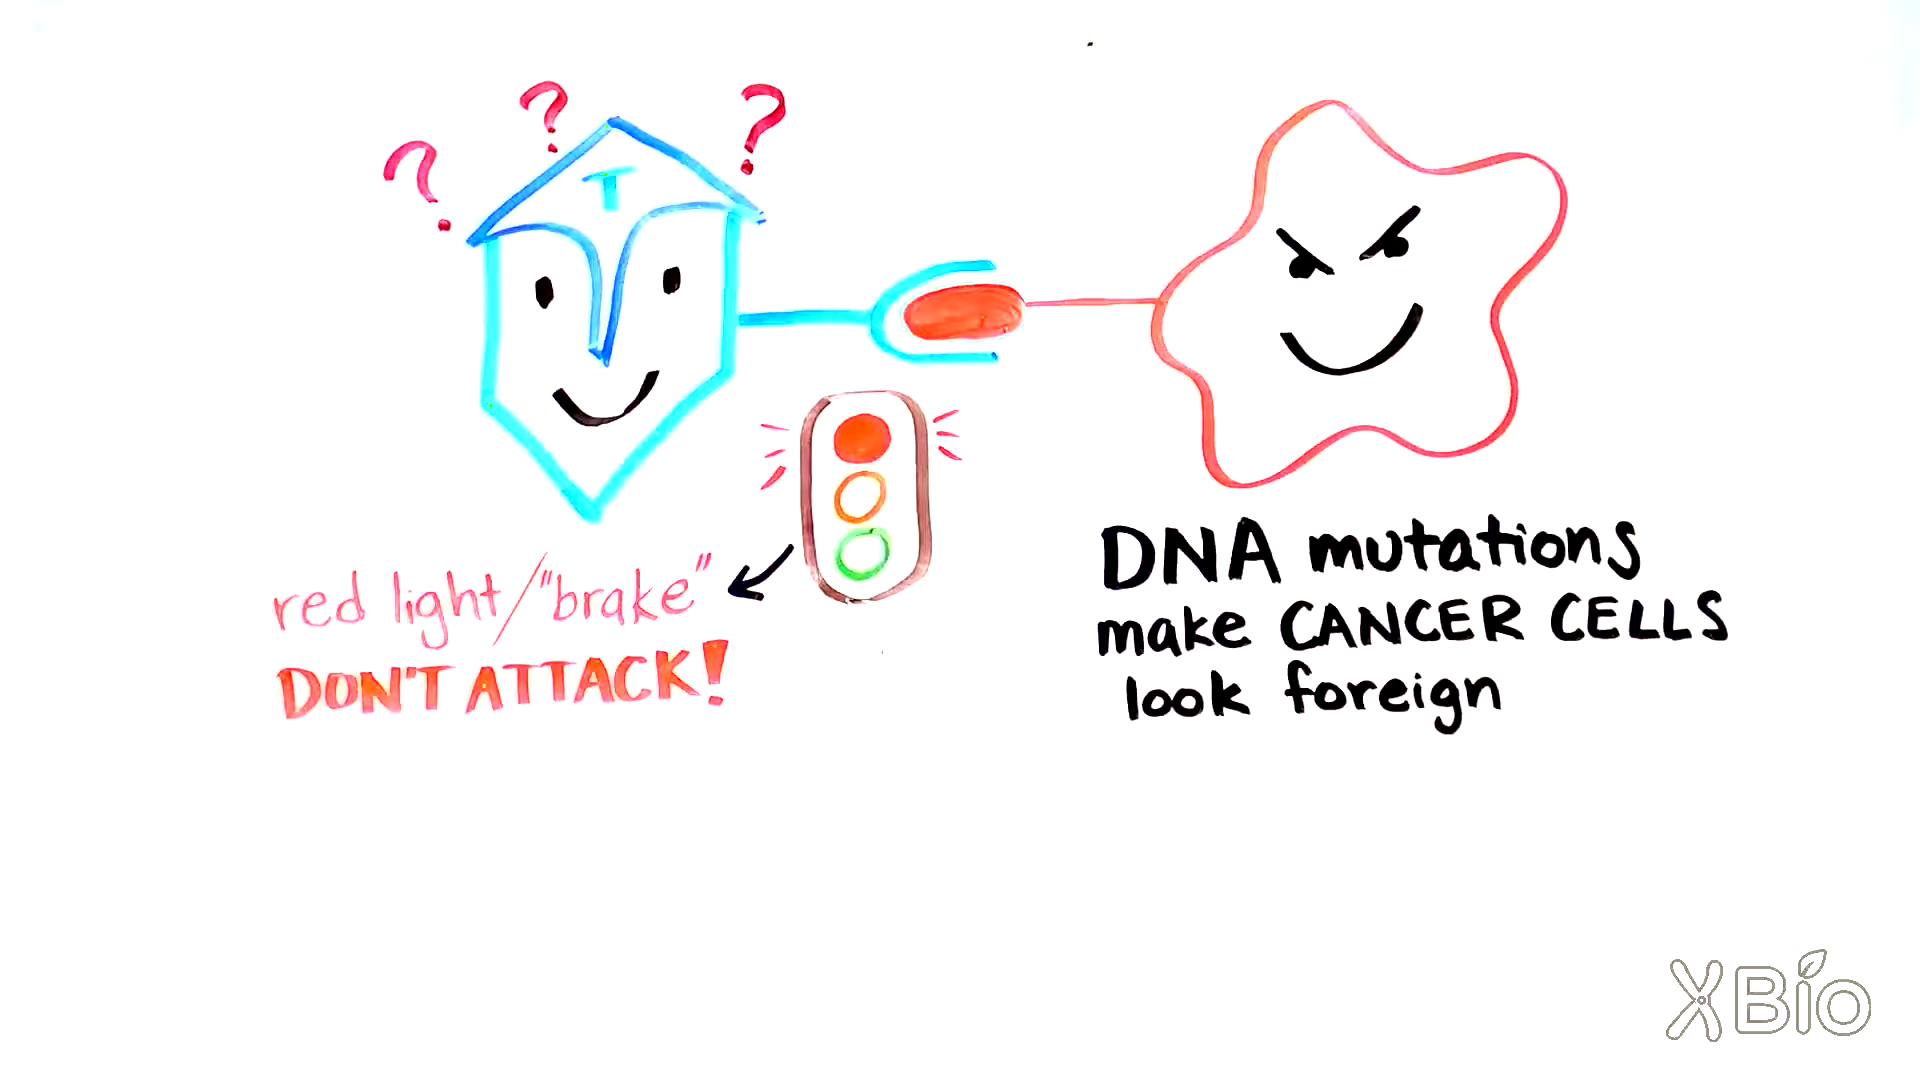 ? ? ?
T
red light/"brake"
DON'T ATTACK!
DNA mutations
make CANCER CELLS
look foreign
XBio